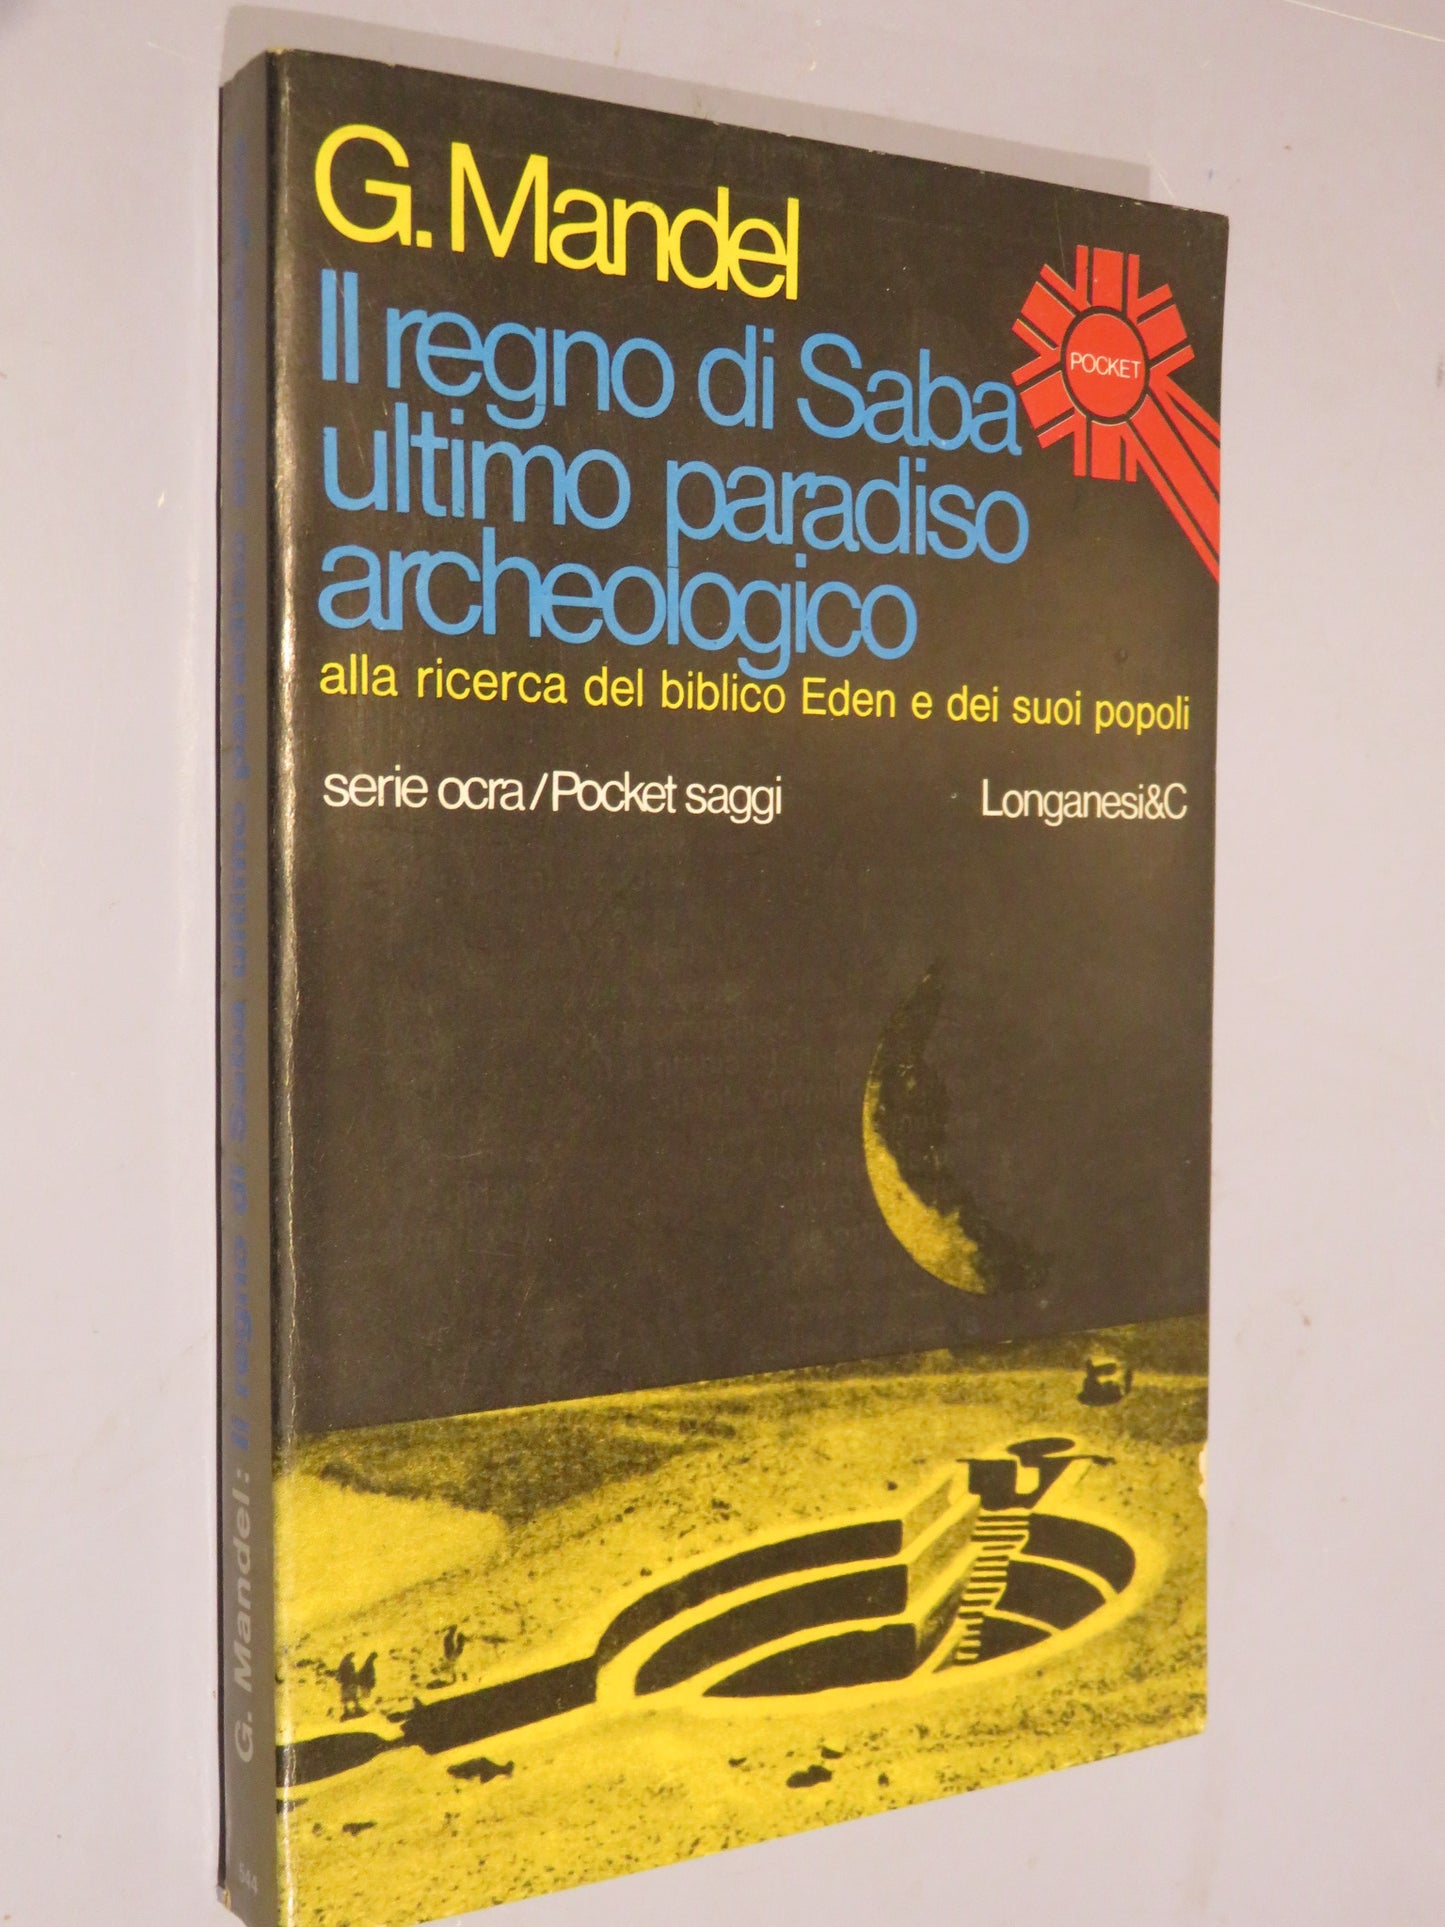 G. Mandel
Il regno di Saba
ultimo paradiso
archeologico
alla ricerca del biblico Eden e dei suoi popoli
serie ocra/Pocket saggi
Longanesi&C
POCKET
G. Mandel: Il regno di Saba ultimo paradiso
544